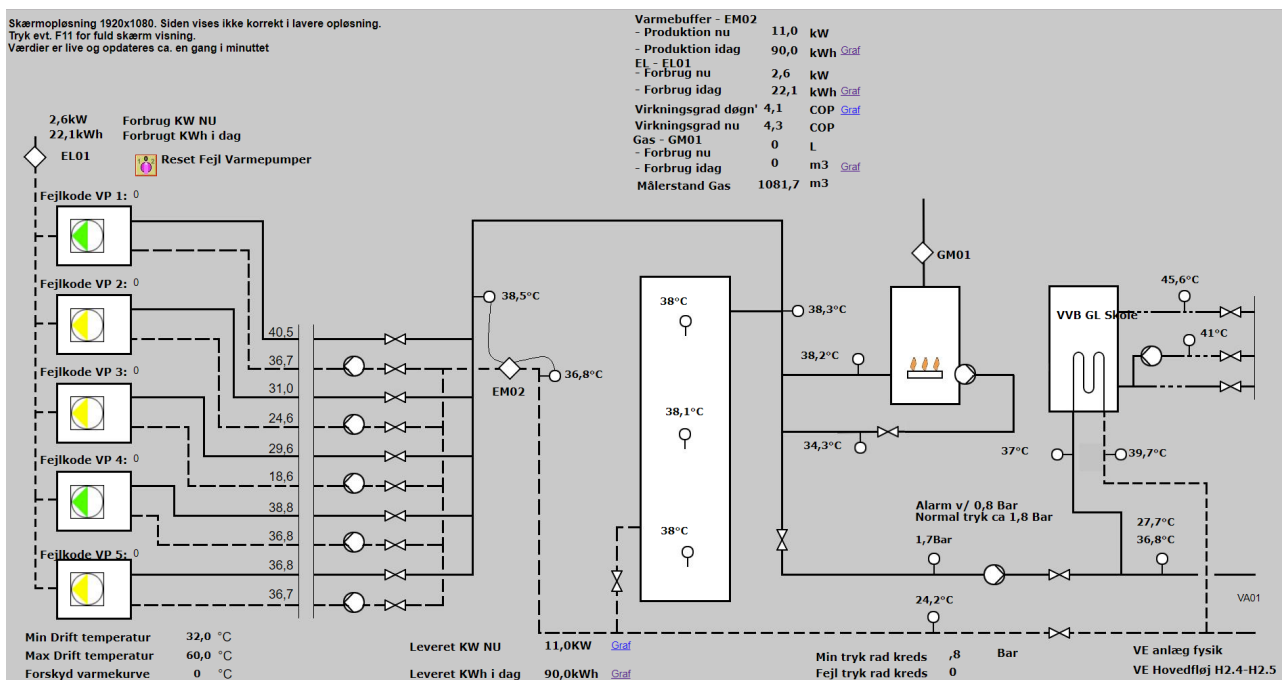 Skærmopløsning 1920x1080. Siden vises ikke korrekt i lavere opløsning.
Tryk evt. F11 for fuld skærm visning.
Værdier er live og opdateres ca. en gang i minuttet
Varmebuffer - EM02
- Produktion nu 11,0 kW
- Produktion idag 90,0 kWh Graf
EL - EL01
- Forbrug nu 2,6 kW
- Forbrug idag 22,1 kWh Graf
Virkningsgrad døgn' 4,1 COP Graf
Virkningsgrad nu 4,3 COP
Gas - GM01 0 L
- Forbrug nu
- Forbrug idag 0 m3 Graf
Målerstand Gas 1081,7 m3
2,6kW Forbrug KW NU
22,1kWh Forbrugt KWh i dag
EL01
Reset Fejl Varmepumper
Fejlkode VP 1: 0
Fejlkode VP 2: 0
Fejlkode VP 3: 0
Fejlkode VP 4: 0
Fejlkode VP 5: 0
40,5
36,7
31,0
24,6
29,6
18,6
38,8
36,8
36,8
36,7
38,5°C
EM02
36,8°C
38°C
38,1°C
38°C
38,3°C
38,2°C
34,3°C
GM01
VVB GL Skole
45,6°C
41°C
37°C
39,7°C
Alarm v/ 0,8 Bar
Normal tryk ca 1,8 Bar
1,7Bar
27,7°C
36,8°C
24,2°C
VA01
Min Drift temperatur 32,0 °C
Max Drift temperatur 60,0 °C
Forskyd varmekurve 0 °C
Leveret KW NU 11,0KW Graf
Leveret KWh i dag 90,0kWh Graf
Min tryk rad kreds ,8 Bar
Fejl tryk rad kreds 0
VE anlæg fysik
VE Hovedfløj H2.4-H2.5